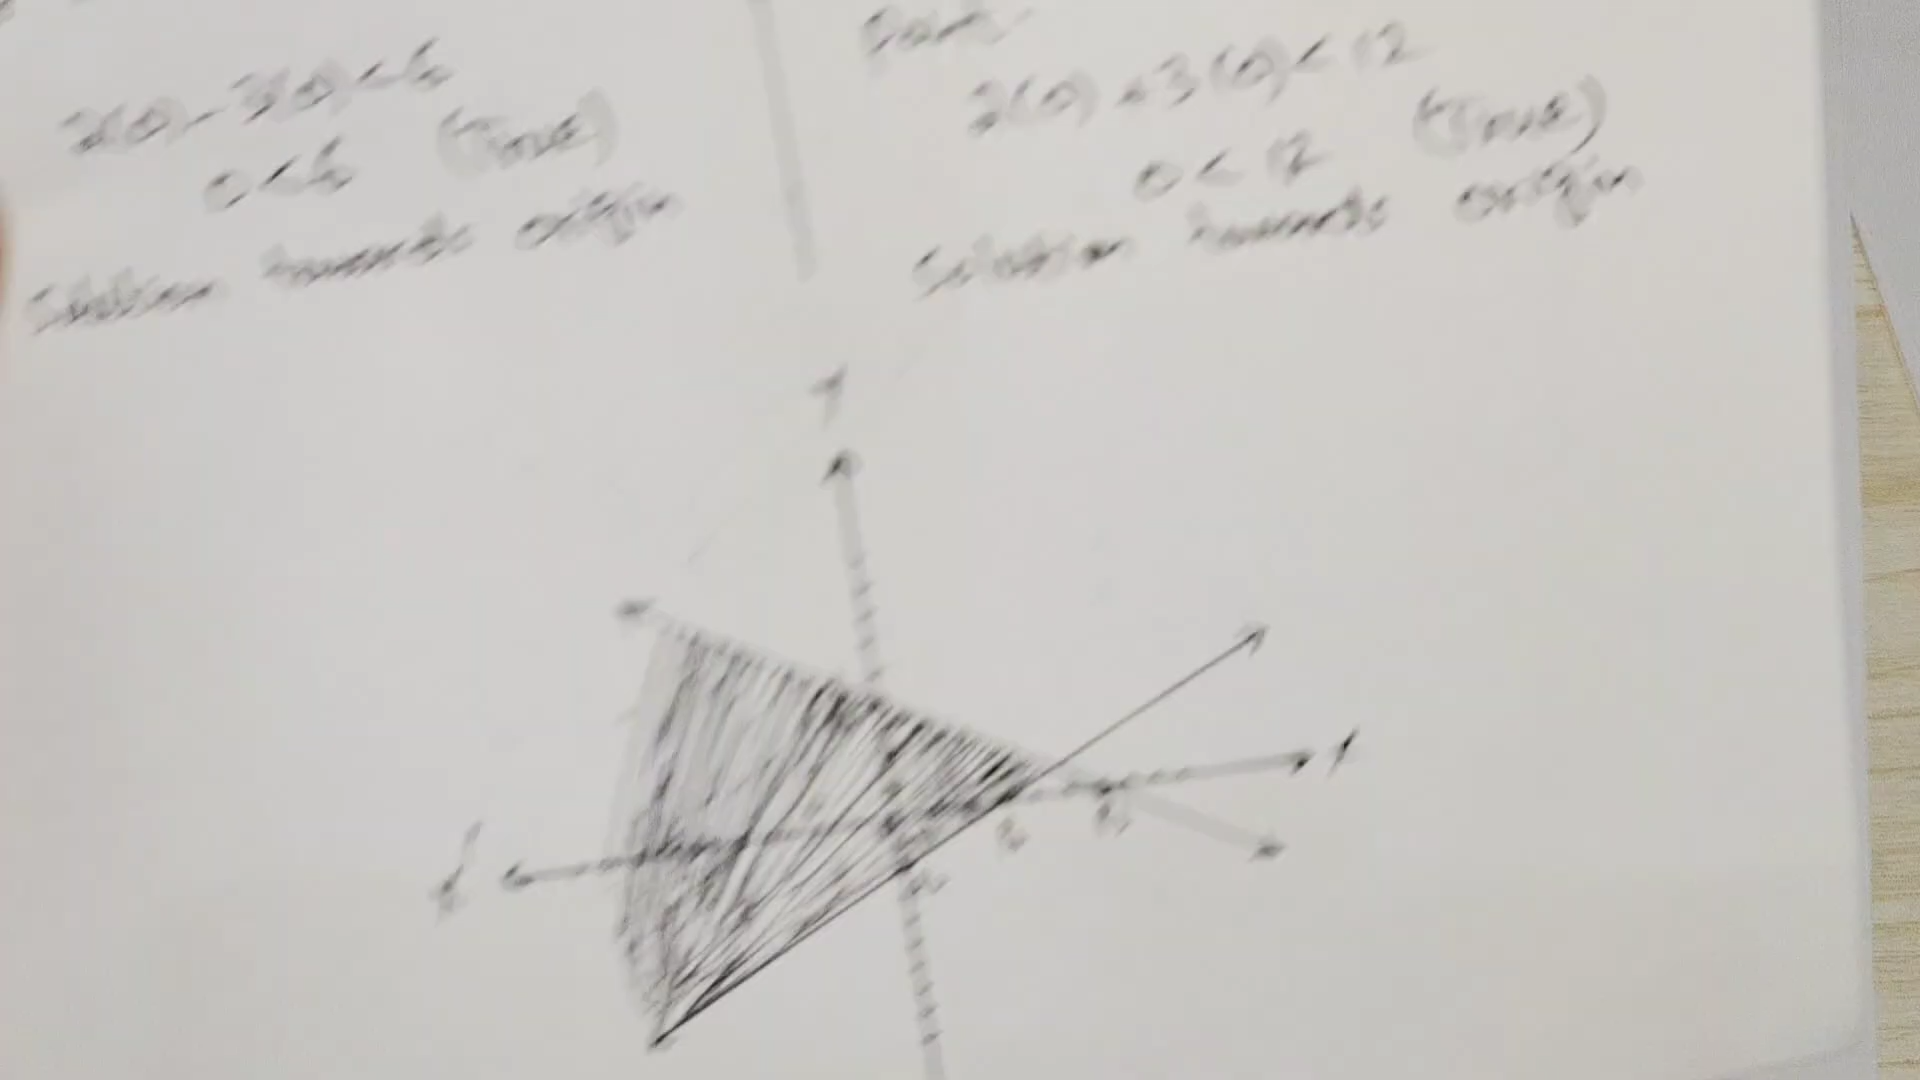 2(0)-3(0)<6
0<6 (True)
Solution towards origin
2(0)+3(0)<12
0<12 (True)
Solution towards origin
Y
X